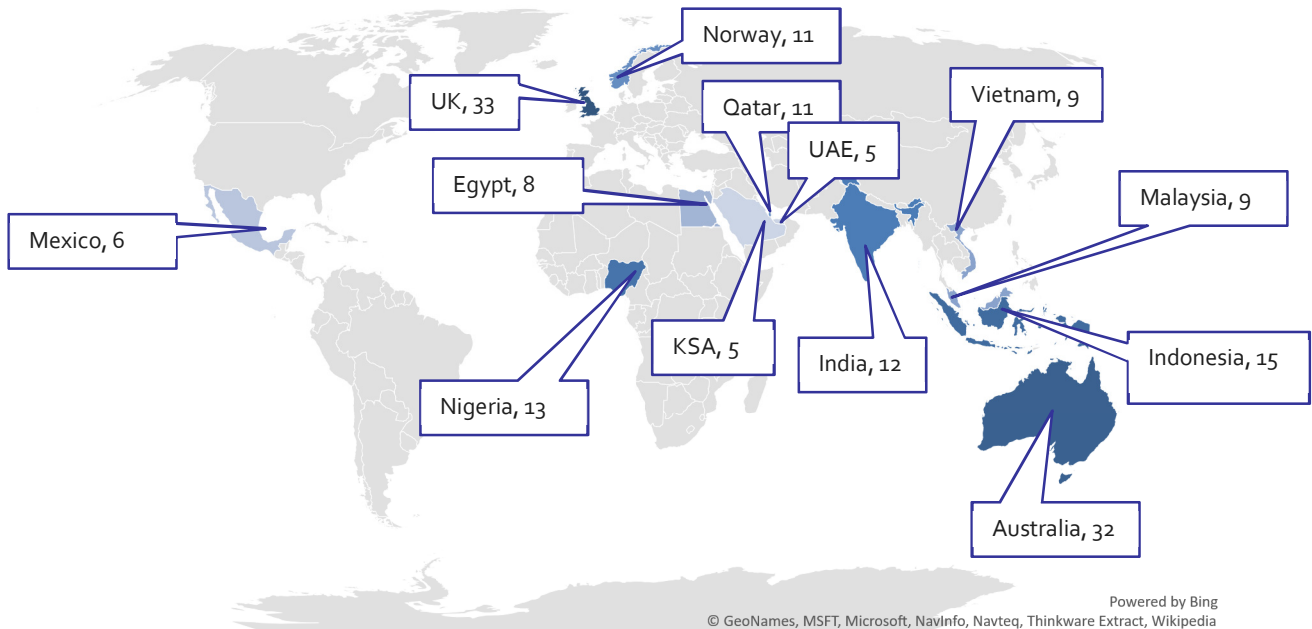 Norway, 11
UK, 33
Qatar, 11
Vietnam, 9
UAE, 5
Egypt, 8
Malaysia, 9
Mexico, 6
KSA, 5
India, 12
Indonesia, 15
Nigeria, 13
Australia, 32
Powered by Bing
© GeoNames, MSFT, Microsoft, NavInfo, Navteq, Thinkware Extract, Wikipedia